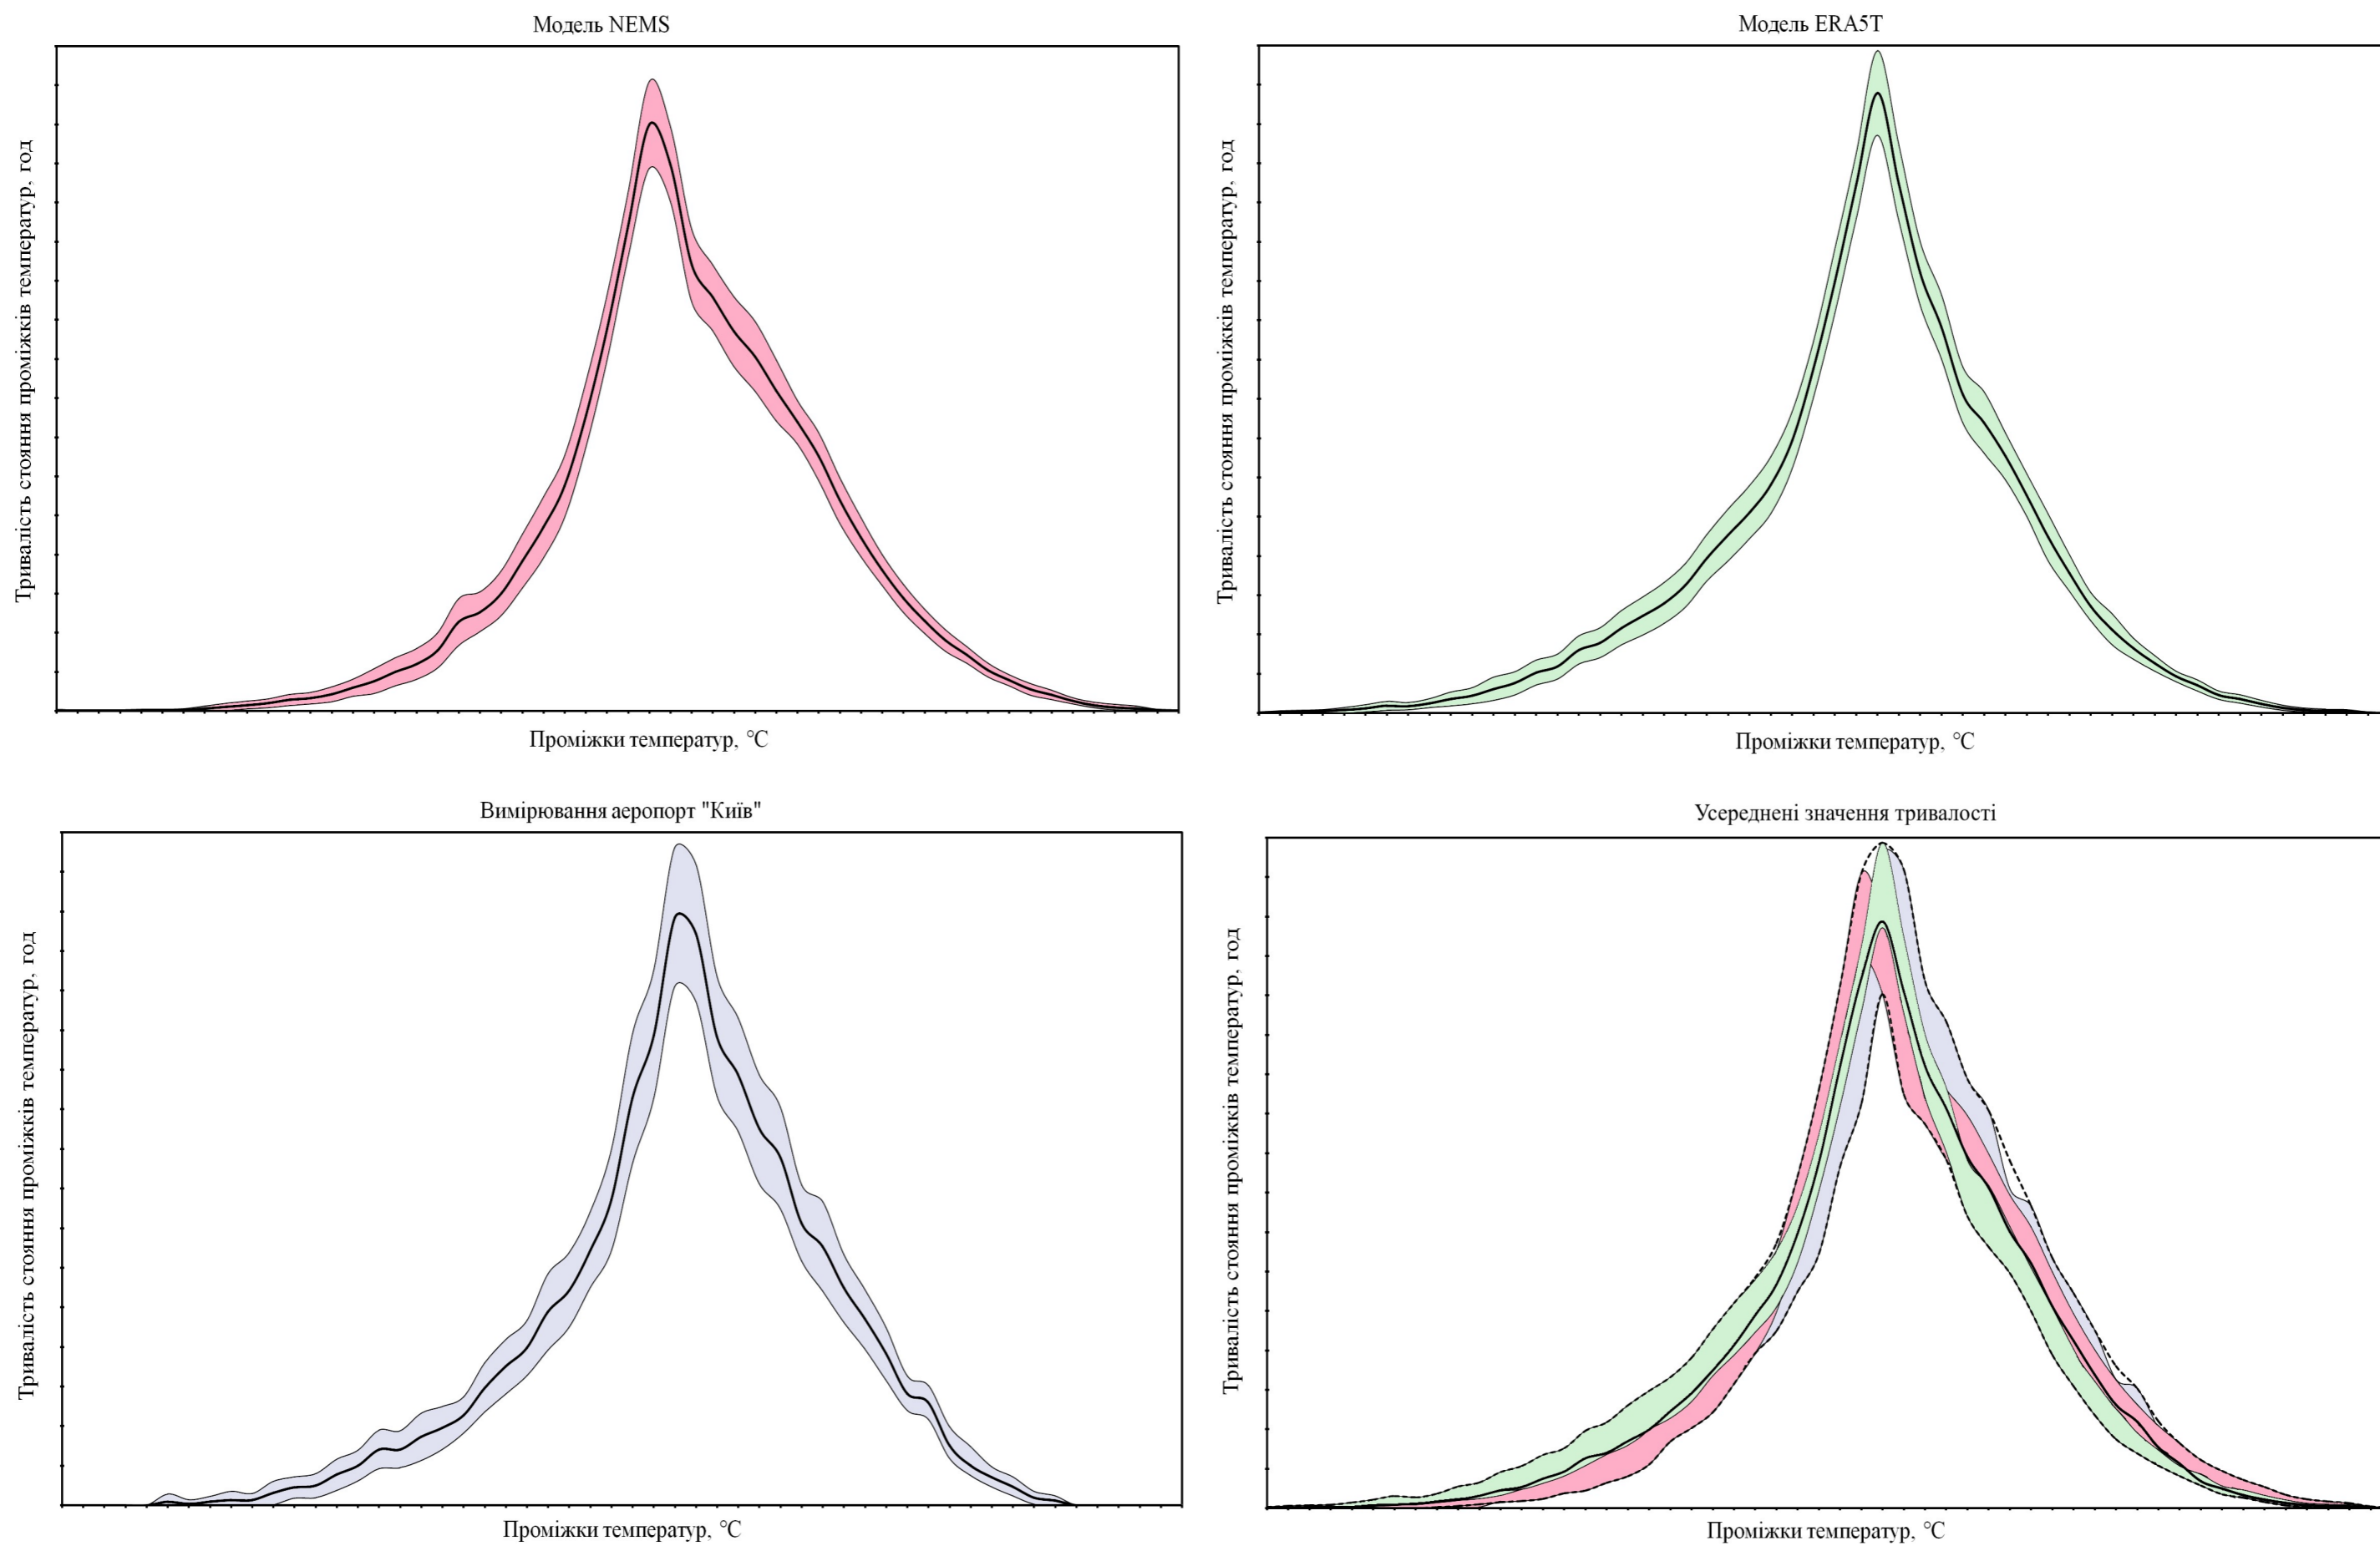 Модель NEMS
Тривалість стояння проміжків температур, год
Проміжки температур, °C
Модель ERA5T
Тривалість стояння проміжків температур, год
Проміжки температур, °C
Вимірювання аеропорт "Київ"
Тривалість стояння проміжків температур, год
Проміжки температур, °C
Усереднені значення тривалості
Тривалість стояння проміжків температур, год
Проміжки температур, °C